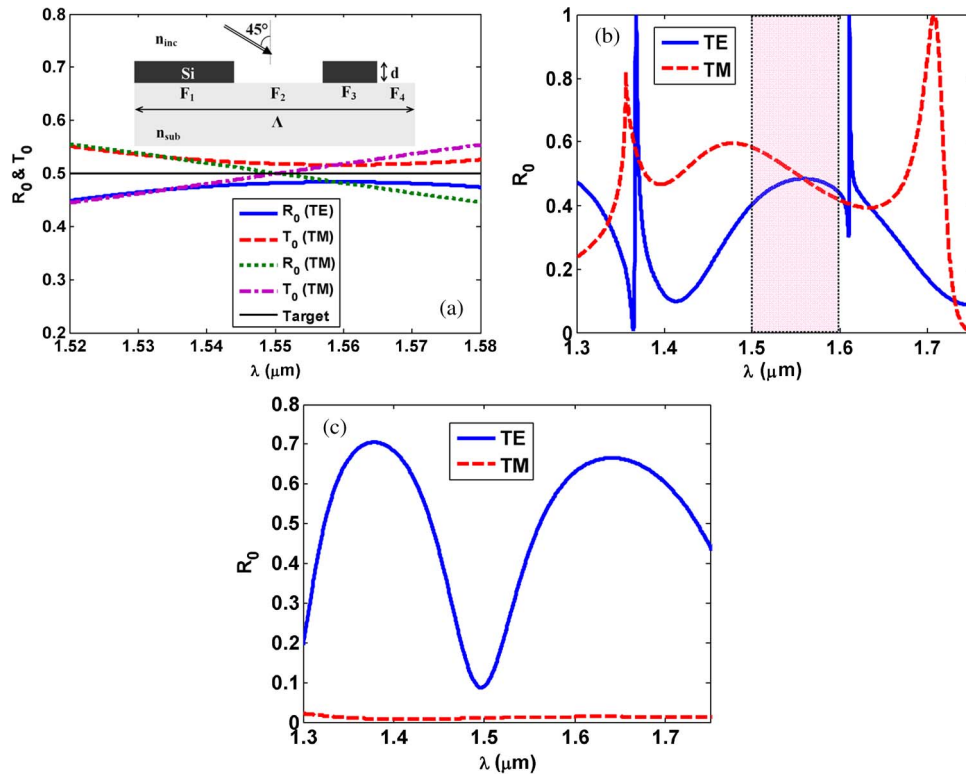 (a)
R0 & T0
0.8
0.7
0.6
0.5
0.4
0.3
0.2
1.52
1.53
1.54
1.55
1.56
1.57
1.58
λ (μm)
45°
ninc
Si
d
F1
F2
F3
F4
Λ
nsub
R0 (TE)
T0 (TM)
R0 (TM)
T0 (TM)
Target
(b)
R0
1
0.8
0.6
0.4
0.2
0
1.3
1.4
1.5
1.6
1.7
λ (μm)
TE
TM
(c)
R0
0.8
0.7
0.6
0.5
0.4
0.3
0.2
0.1
0
1.3
1.4
1.5
1.6
1.7
λ (μm)
TE
TM